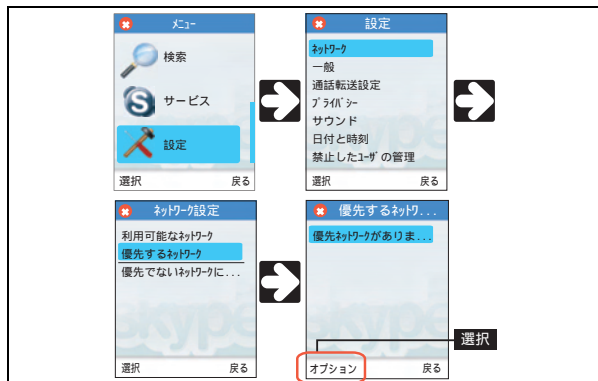 ﾒﾆｭｰ
検索
サービス
設定
選択 戻る
設定
ﾈｯﾄﾜｰｸ
一般
通話転送設定
ﾌﾟﾗｲﾊﾞｼｰ
サウンド
日付と時刻
禁止したﾕｰｻﾞの管理
選択 戻る
ﾈｯﾄﾜｰｸ設定
利用可能なﾈｯﾄﾜｰｸ
優先するﾈｯﾄﾜｰｸ
優先でないﾈｯﾄﾜｰｸに...
skype
選択 戻る
優先するﾈｯﾄﾜ...
優先ﾈｯﾄﾜｰｸがありま...
skype
オプション 戻る
選択